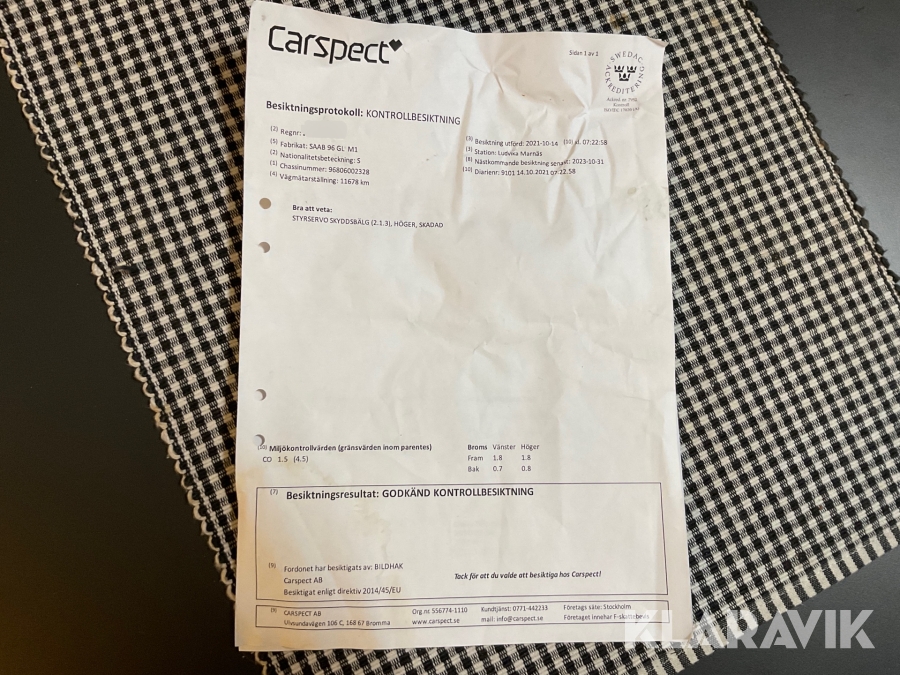 Carspect
Sidan 1 av 1
SWEDAC
ACKREDITERING
Besiktningsprotokoll: KONTROLLBESIKTNING
(2) Regnr:
(5) Fabrikat: SAAB 96 GL M1
(2) Nationalitetsbeteckning: S
(1) Chassinummer: 96806002328
(4) Vägmätarställning: 11678 km
(3) Besiktning utförd: 2021-10-14 (10) kl. 07:22:58
(3) Station: Ludvika Marnäs
(8) Nästkommande besiktning senast: 2023-10-31
(10) Diarienr: 9101 14.10.2021 07:22.58
Bra att veta:
STYRSERVO SKYDDSBÄLG (2.1.3), HÖGER, SKADAD
(10) Miljökontrollvärden (gränsvärden inom parentes)
CO 1.5 (4.5)
Broms Vänster Höger
Fram 1.8 1.8
Bak 0.7 0.8
(7) Besiktningsresultat: GODKÄND KONTROLLBESIKTNING
(9) Fordonet har besiktigats av: BILDHAK
Carspect AB
Besiktigat enligt direktiv 2014/45/EU
Tack för att du valde att besiktiga hos Carspect!
(9) CARSPECT AB
Ulvsundavägen 106 C, 168 67 Bromma
Org.nr 556774-1110
www.carspect.se
Kundtjänst: 0771-442233
mail: info@carspect.se
Företags säte: Stockholm
Företaget innehar F-skattebevis
KLARAVIK